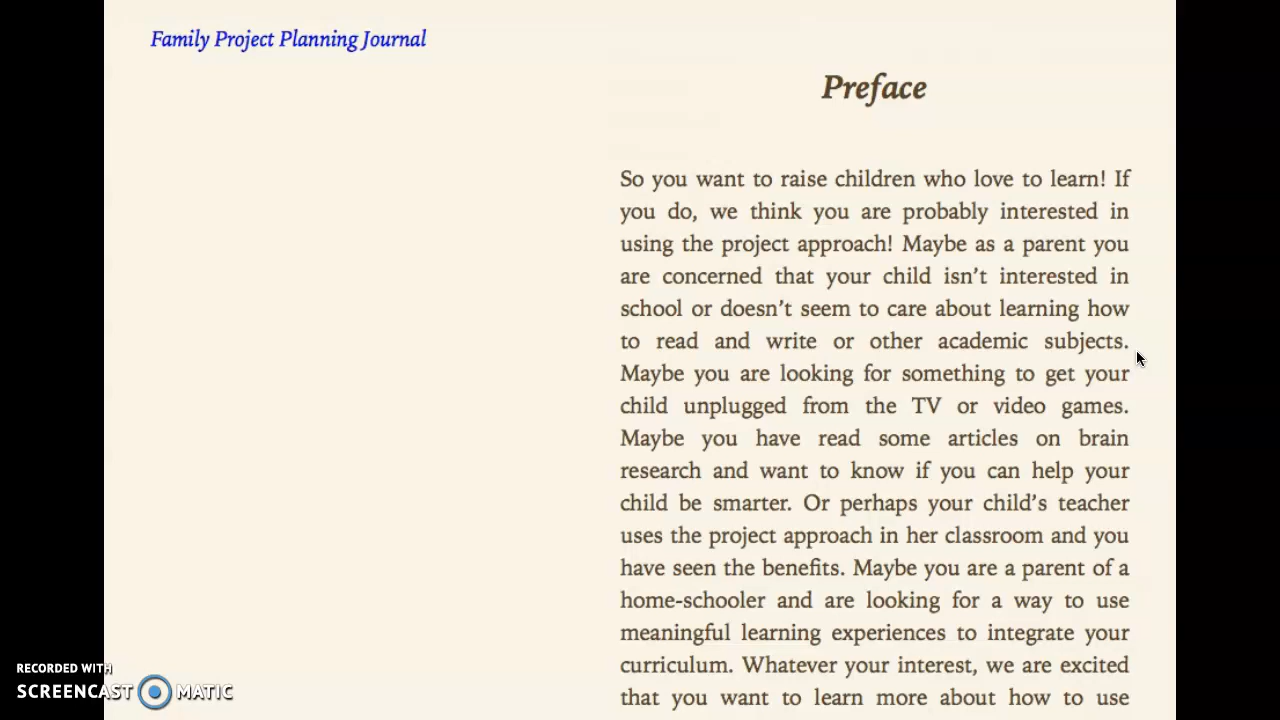 Family Project Planning Journal
Preface
So you want to raise children who love to learn! If
you do, we think you are probably interested in
using the project approach! Maybe as a parent you
are concerned that your child isn’t interested in
school or doesn’t seem to care about learning how
to read and write or other academic subjects.
Maybe you are looking for something to get your
child unplugged from the TV or video games.
Maybe you have read some articles on brain
research and want to know if you can help your
child be smarter. Or perhaps your child’s teacher
uses the project approach in her classroom and you
have seen the benefits. Maybe you are a parent of a
home-schooler and are looking for a way to use
meaningful learning experiences to integrate your
curriculum. Whatever your interest, we are excited
that you want to learn more about how to use
RECORDED WITH
SCREENCAST MATIC